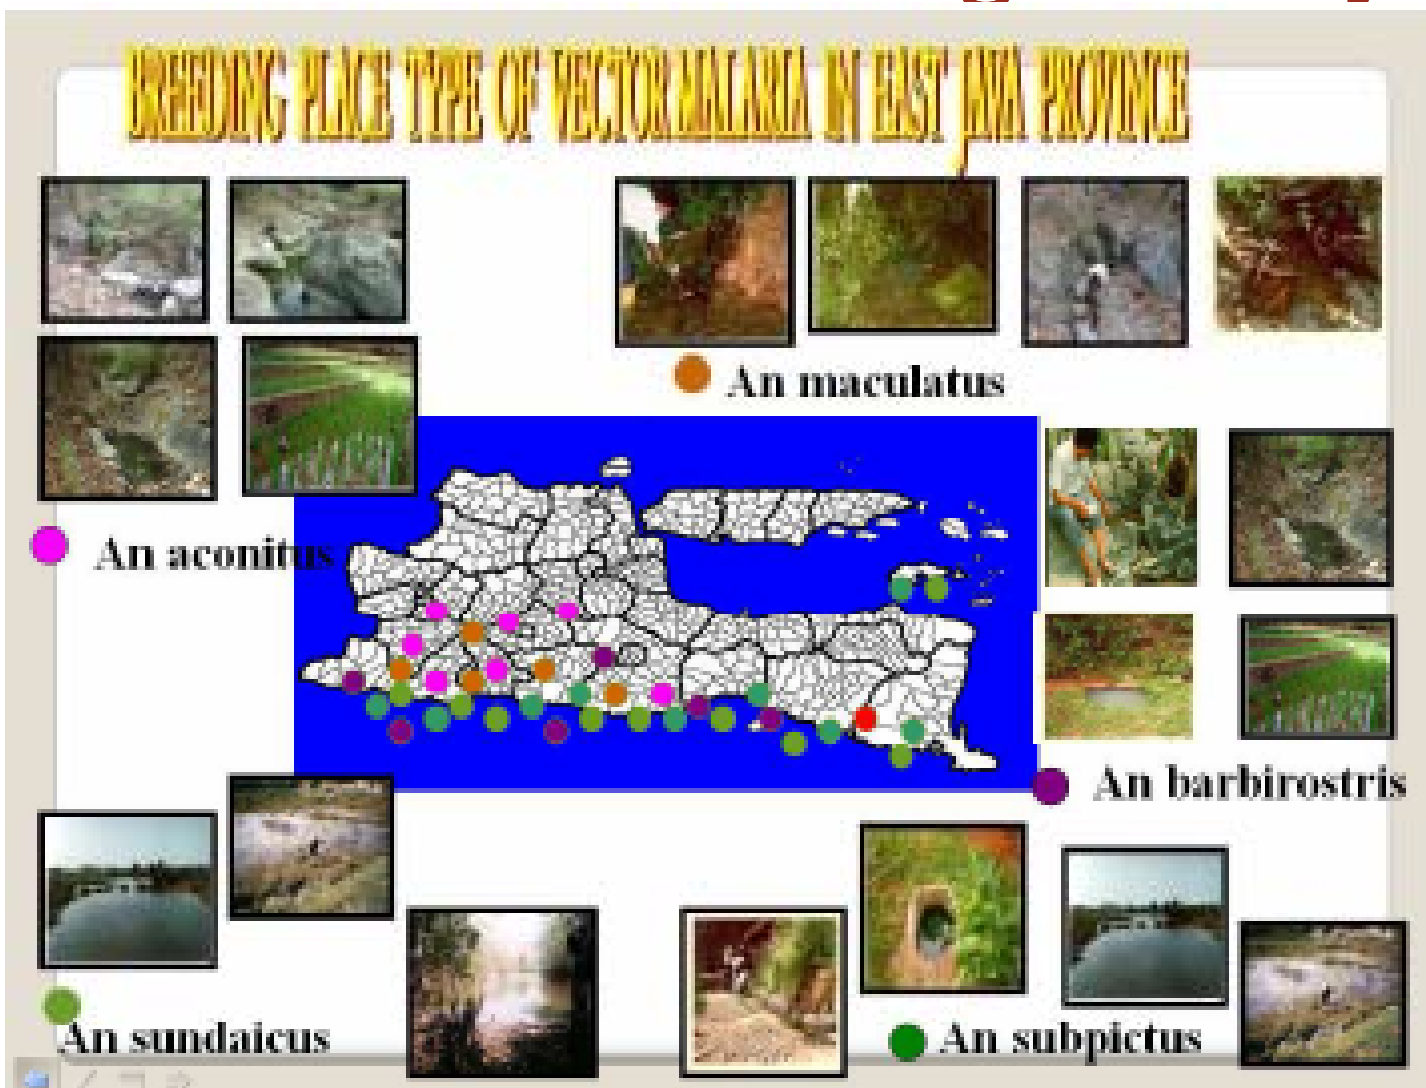 BREEDING PLACE TYPE OF VECTOR MALARIA IN EAST JAVA PROVINCE
An maculatus
An aconitus
An barbirostris
An sundaicus
An subpictus